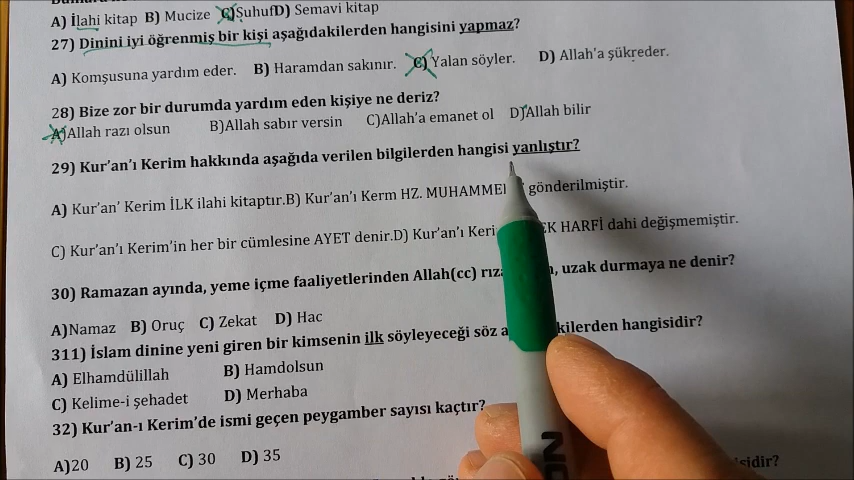 A) İlahi kitap B) Mucize C)SuhufD) Semavi kitap
27) Dinini iyi öğrenmiş bir kişi aşağıdakilerden hangisini yapmaz?
A) Komşusuna yardım eder. B) Haramdan sakınır. C) Yalan söyler. D) Allah'a şükreder.
28) Bize zor bir durumda yardım eden kişiye ne deriz?
A)Allah razı olsun B)Allah sabır versin C)Allah'a emanet ol D)Allah bilir
29) Kur'an'ı Kerim hakkında aşağıda verilen bilgilerden hangisi yanlıştır?
A) Kur'an' Kerim İLK ilahi kitaptır.B) Kur'an'ı Kerm HZ. gönderilmiştir.
C) Kur'an'ı Kerim'in her bir cümlesine AYET denir.D) Kur'an'ı HARFİ dahi değişmemiştir.
30) Ramazan ayında, yeme içme faaliyetlerinden Allah(cc) uzak durmaya ne denir?
A)Namaz B) Oruç C) Zekat D) Hac
311) İslam dinine yeni giren bir kimsenin ilk söyleyeceği söz hangisidir?
A) Elhamdülillah B) Hamdolsun
C) Kelime-i şehadet D) Merhaba
32) Kur'an-ı Kerim'de ismi geçen peygamber sayısı kaçtır?
A)20 B) 25 C) 30 D) 35